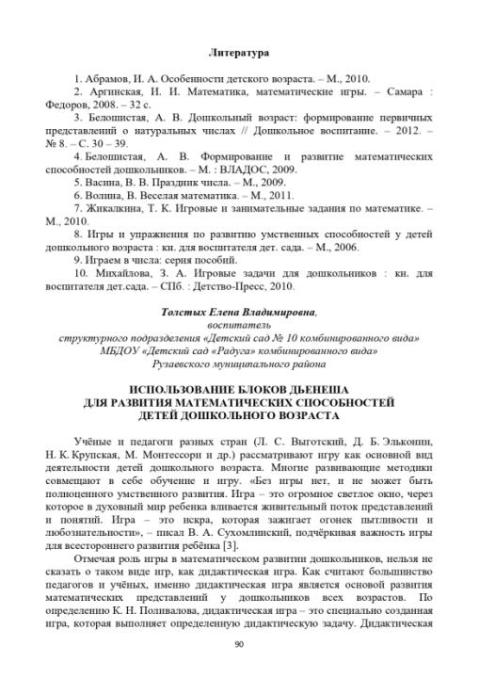 Литература
1. Абрамов, И. А. Особенности детского возраста. – М., 2010.
2. Аргинская, И. И. Математика, математические игры. – Самара :
Федоров, 2008. – 32 с.
3. Белошистая, А. В. Дошкольный возраст: формирование первичных
представлений о натуральных числах // Дошкольное воспитание. – 2012. –
№ 8. – С. 30 – 39.
4. Белошистая, А. В. Формирование и развитие математических
способностей дошкольников. – М. : ВЛАДОС, 2009.
5. Васина, В. В. Праздник числа. – М., 2009.
6. Волина, В. Веселая математика. – М., 2011.
7. Жикалкина, Т. К. Игровые и занимательные задания по математике. –
М., 2010.
8. Игры и упражнения по развитию умственных способностей у детей
дошкольного возраста : кн. для воспитателя дет. сада. – М., 2006.
9. Играем в числа: серия пособий.
10. Михайлова, З. А. Игровые задачи для дошкольников : кн. для
воспитателя дет.сада. – СПб. : Детство-Пресс, 2010.
Толстых Елена Владимировна,
воспитатель
структурного подразделения «Детский сад № 10 комбинированного вида»
МБДОУ «Детский сад «Радуга» комбинированного вида»
Рузаевского муниципального района
ИСПОЛЬЗОВАНИЕ БЛОКОВ ДЬЕНЕША
ДЛЯ РАЗВИТИЯ МАТЕМАТИЧЕСКИХ СПОСОБНОСТЕЙ
ДЕТЕЙ ДОШКОЛЬНОГО ВОЗРАСТА
Учёные и педагоги разных стран (Л. С. Выготский, Д. Б. Эльконин,
Н. К. Крупская, М. Монтессори и др.) рассматривают игру как основной вид
деятельности детей дошкольного возраста. Многие развивающие методики
совмещают в себе обучение и игру. «Без игры нет, и не может быть
полноценного умственного развития. Игра – это огромное светлое окно, через
которое в духовный мир ребенка вливается живительный поток представлений
и понятий. Игра – это искра, которая зажигает огонек пытливости и
любознательности», – писал В. А. Сухомлинский, подчёркивая важность игры
для всестороннего развития ребёнка [3].
Отмечая роль игры в математическом развитии дошкольников, нельзя не
сказать о таком виде игр, как дидактическая игра. Как считают большинство
педагогов и учёных, именно дидактическая игра является основой развития
математических представлений у дошкольников всех возрастов. По
определению К. Н. Поливалова, дидактическая игра – это специально созданная
игра, которая выполняет определенную дидактическую задачу. Дидактическая
90